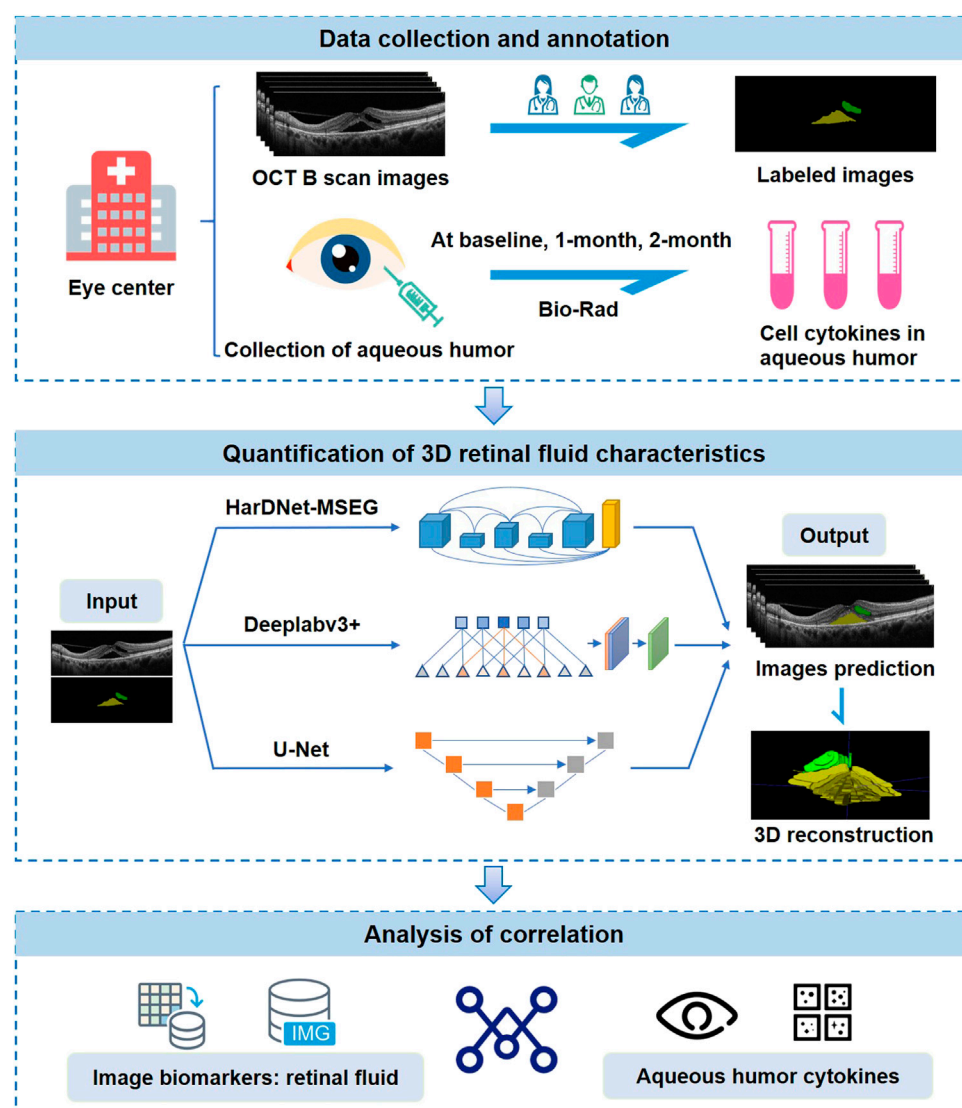 Data collection and annotation
OCT B scan images
Labeled images
Eye center
At baseline, 1-month, 2-month
Bio-Rad
Collection of aqueous humor
Cell cytokines in
aqueous humor
Quantification of 3D retinal fluid characteristics
HarDNet-MSEG
Output
Input
Deeplabv3+
Images prediction
U-Net
3D reconstruction
Analysis of correlation
IMG
Image biomarkers: retinal fluid
Aqueous humor cytokines